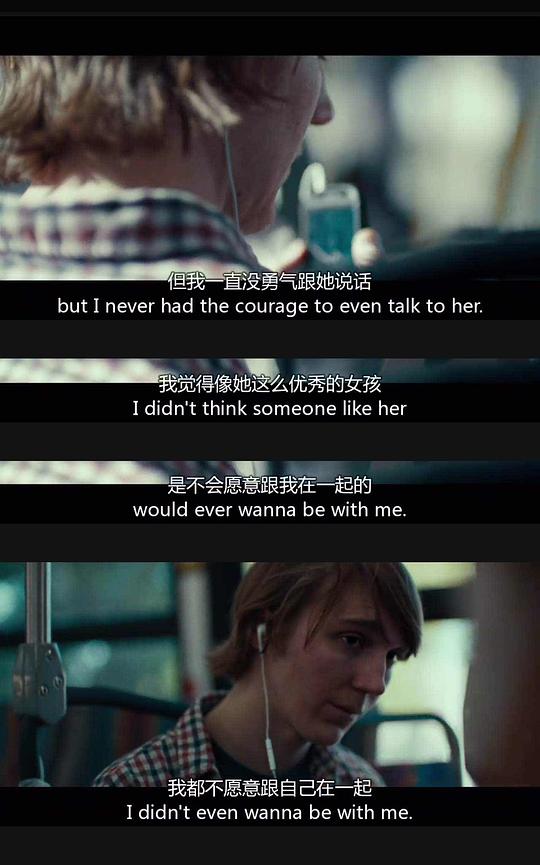 但我一直没勇气跟她说话
but I never had the courage to even talk to her.
我觉得像她这么优秀的女孩
I didn't think someone like her
是不会愿意跟我在一起的
would ever wanna be with me.
我都不愿意跟自己在一起
I didn't even wanna be with me.